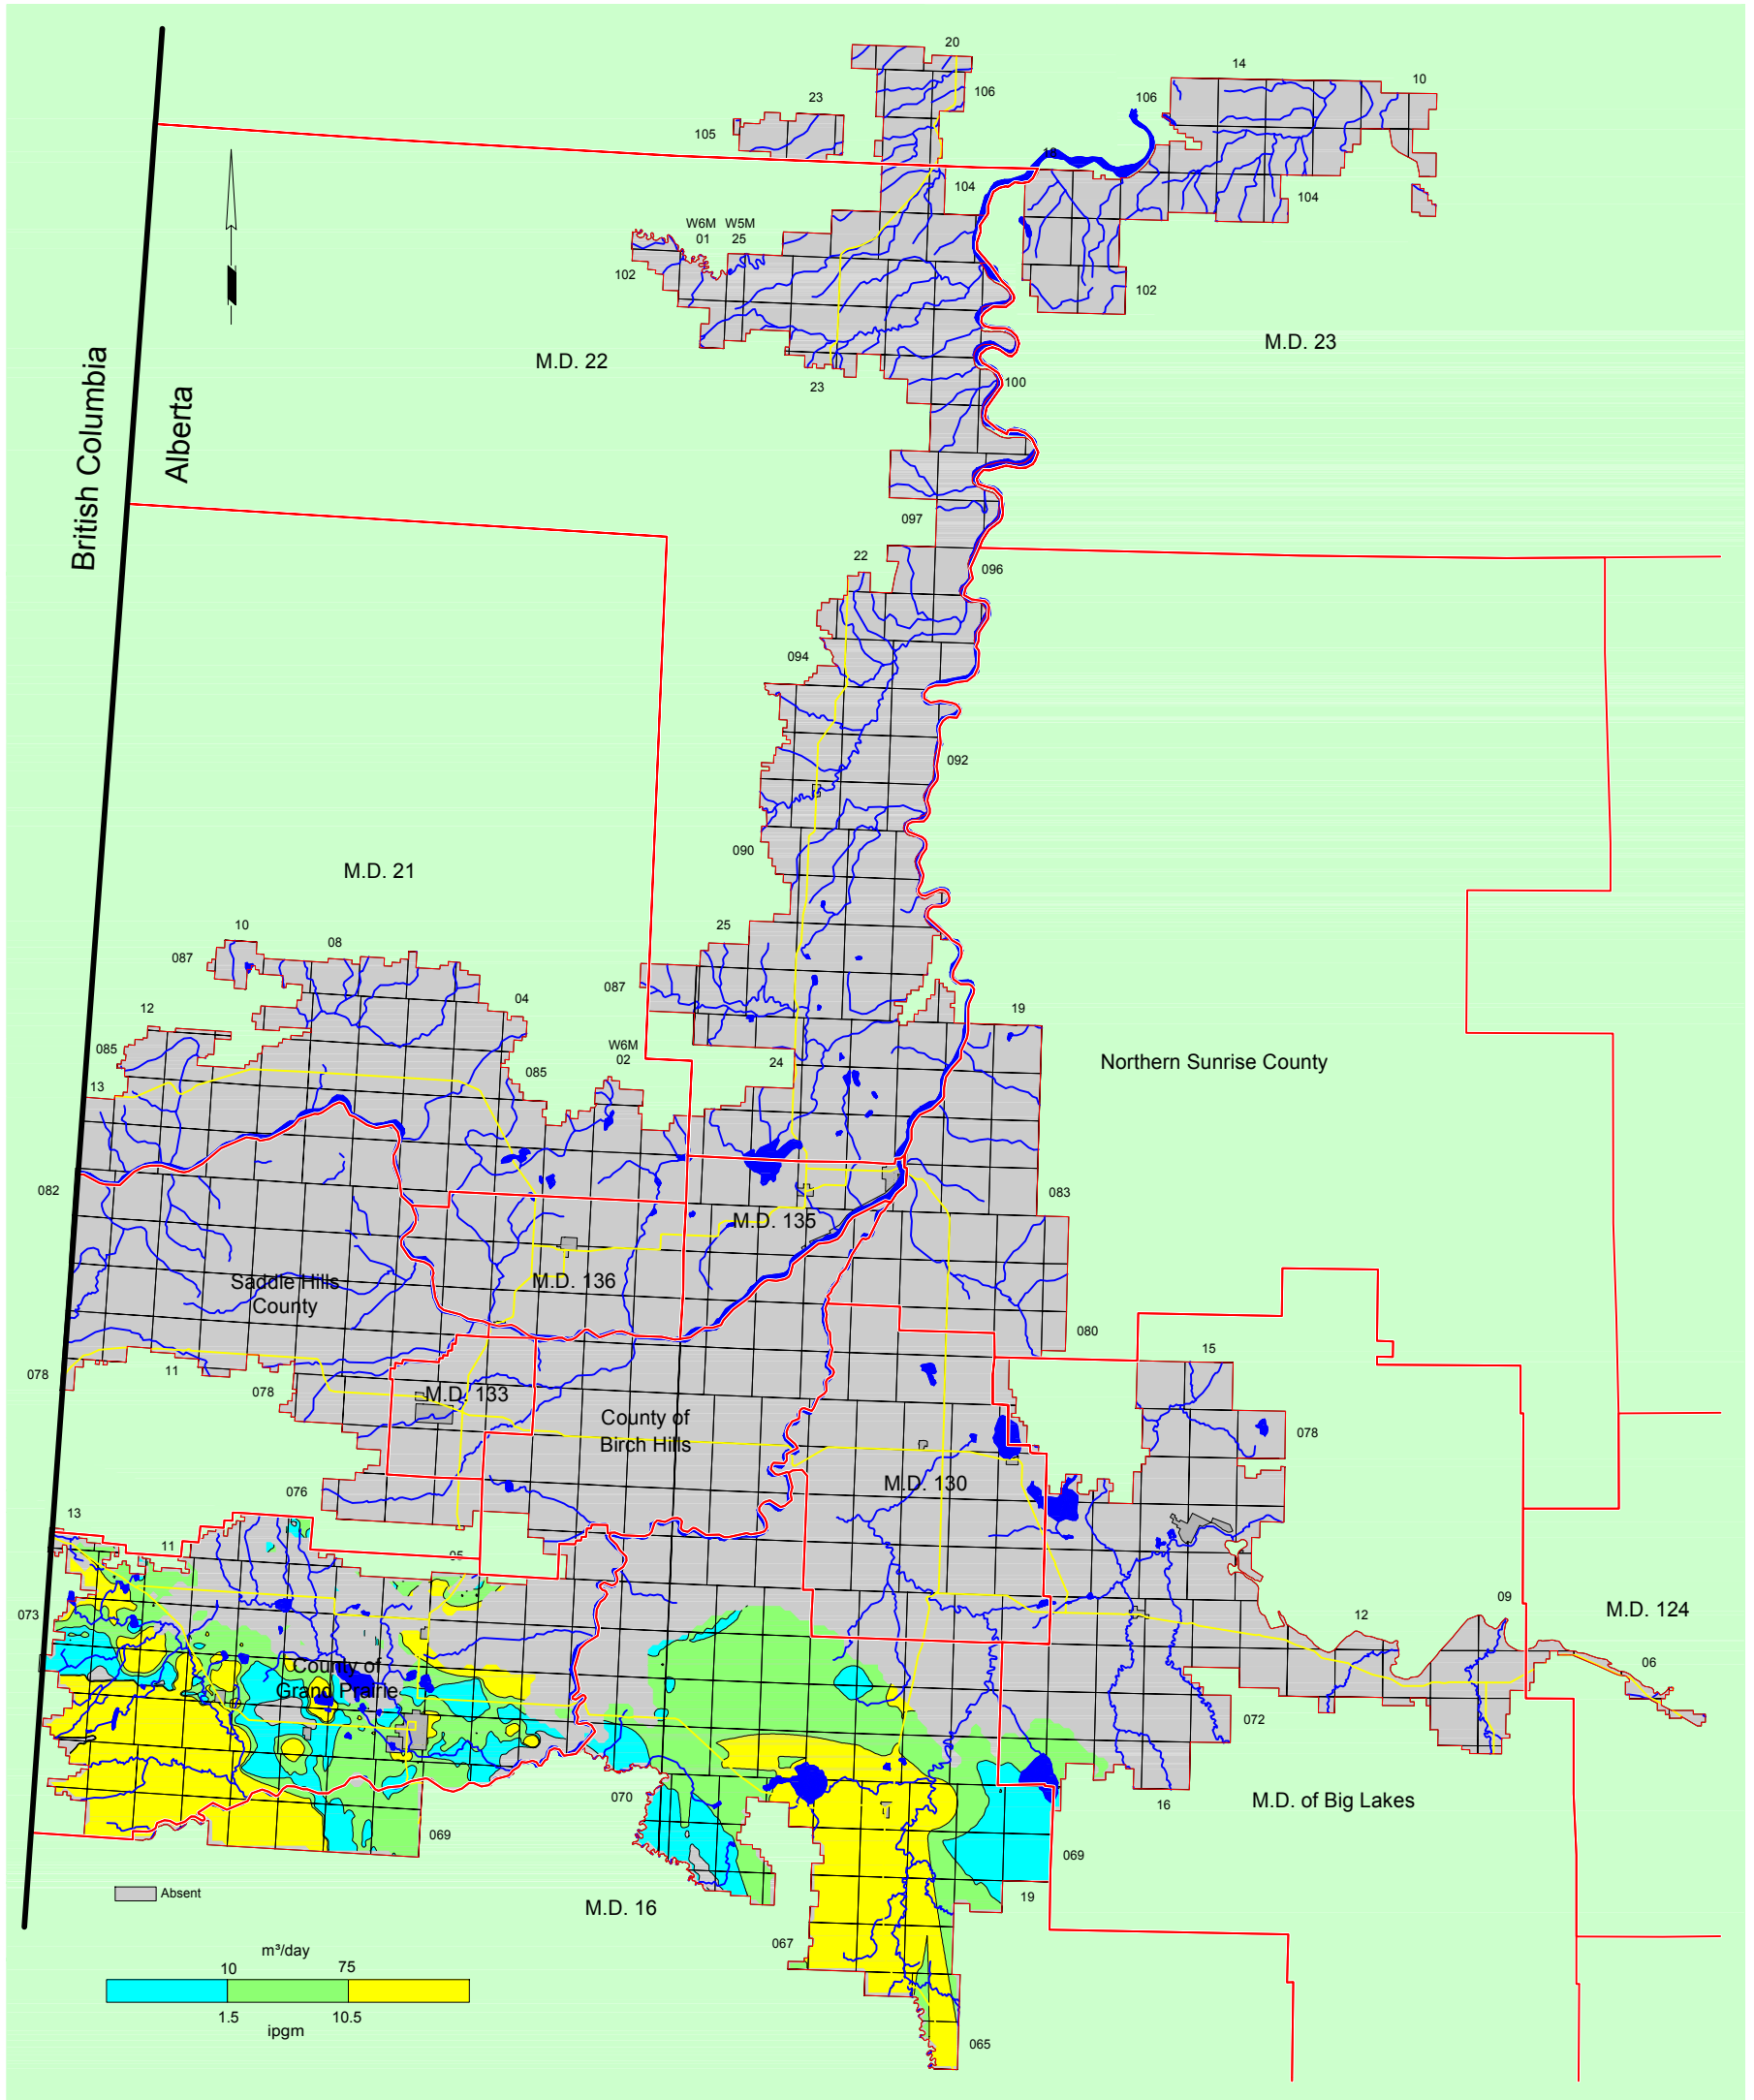 20
14
10
106
106
23
105
18
104
104
W6M W5M
01 25
102
102
M.D. 23
M.D. 22
100
23
British Columbia
Alberta
097
22
096
094
092
090
M.D. 21
10
08
25
087
087
04
19
12
W6M
02
085
24
085
Northern Sunrise County
13
082
083
M.D. 135
Saddle Hills
County
M.D. 136
080
15
078
11
078
M.D. 133
County of
Birch Hills
078
M.D. 130
076
13
11
05
073
09
12
M.D. 124
County of
Grand Prairie
06
072
070
16
M.D. of Big Lakes
069
069
Absent
19
M.D. 16
067
m³/day
10 75
1.5 10.5
ipgm
065